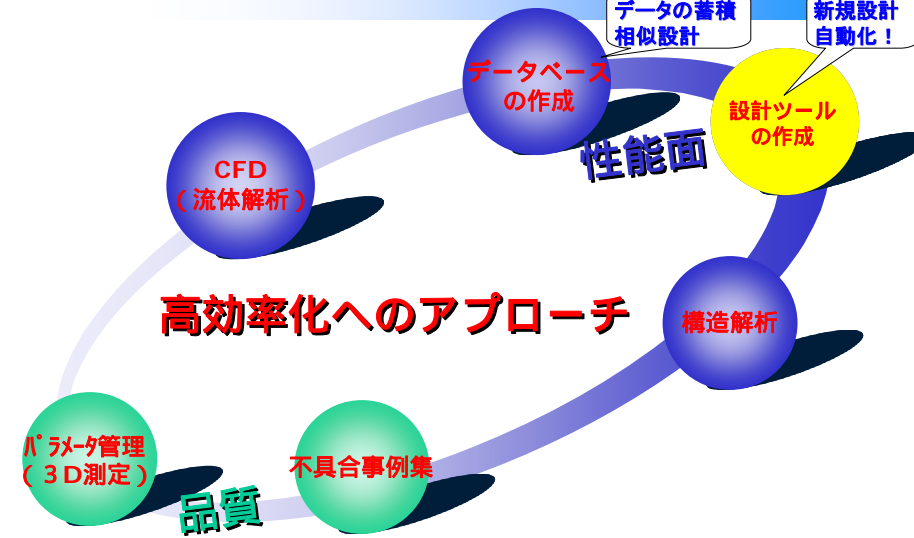 データの蓄積
相似設計
新規設計
自動化！
データベース
の作成
設計ツール
の作成
性能面
CFD
（流体解析）
高効率化へのアプローチ
構造解析
ﾊﾟﾗﾒｰﾀ管理
（３Ｄ測定）
不具合事例集
品質